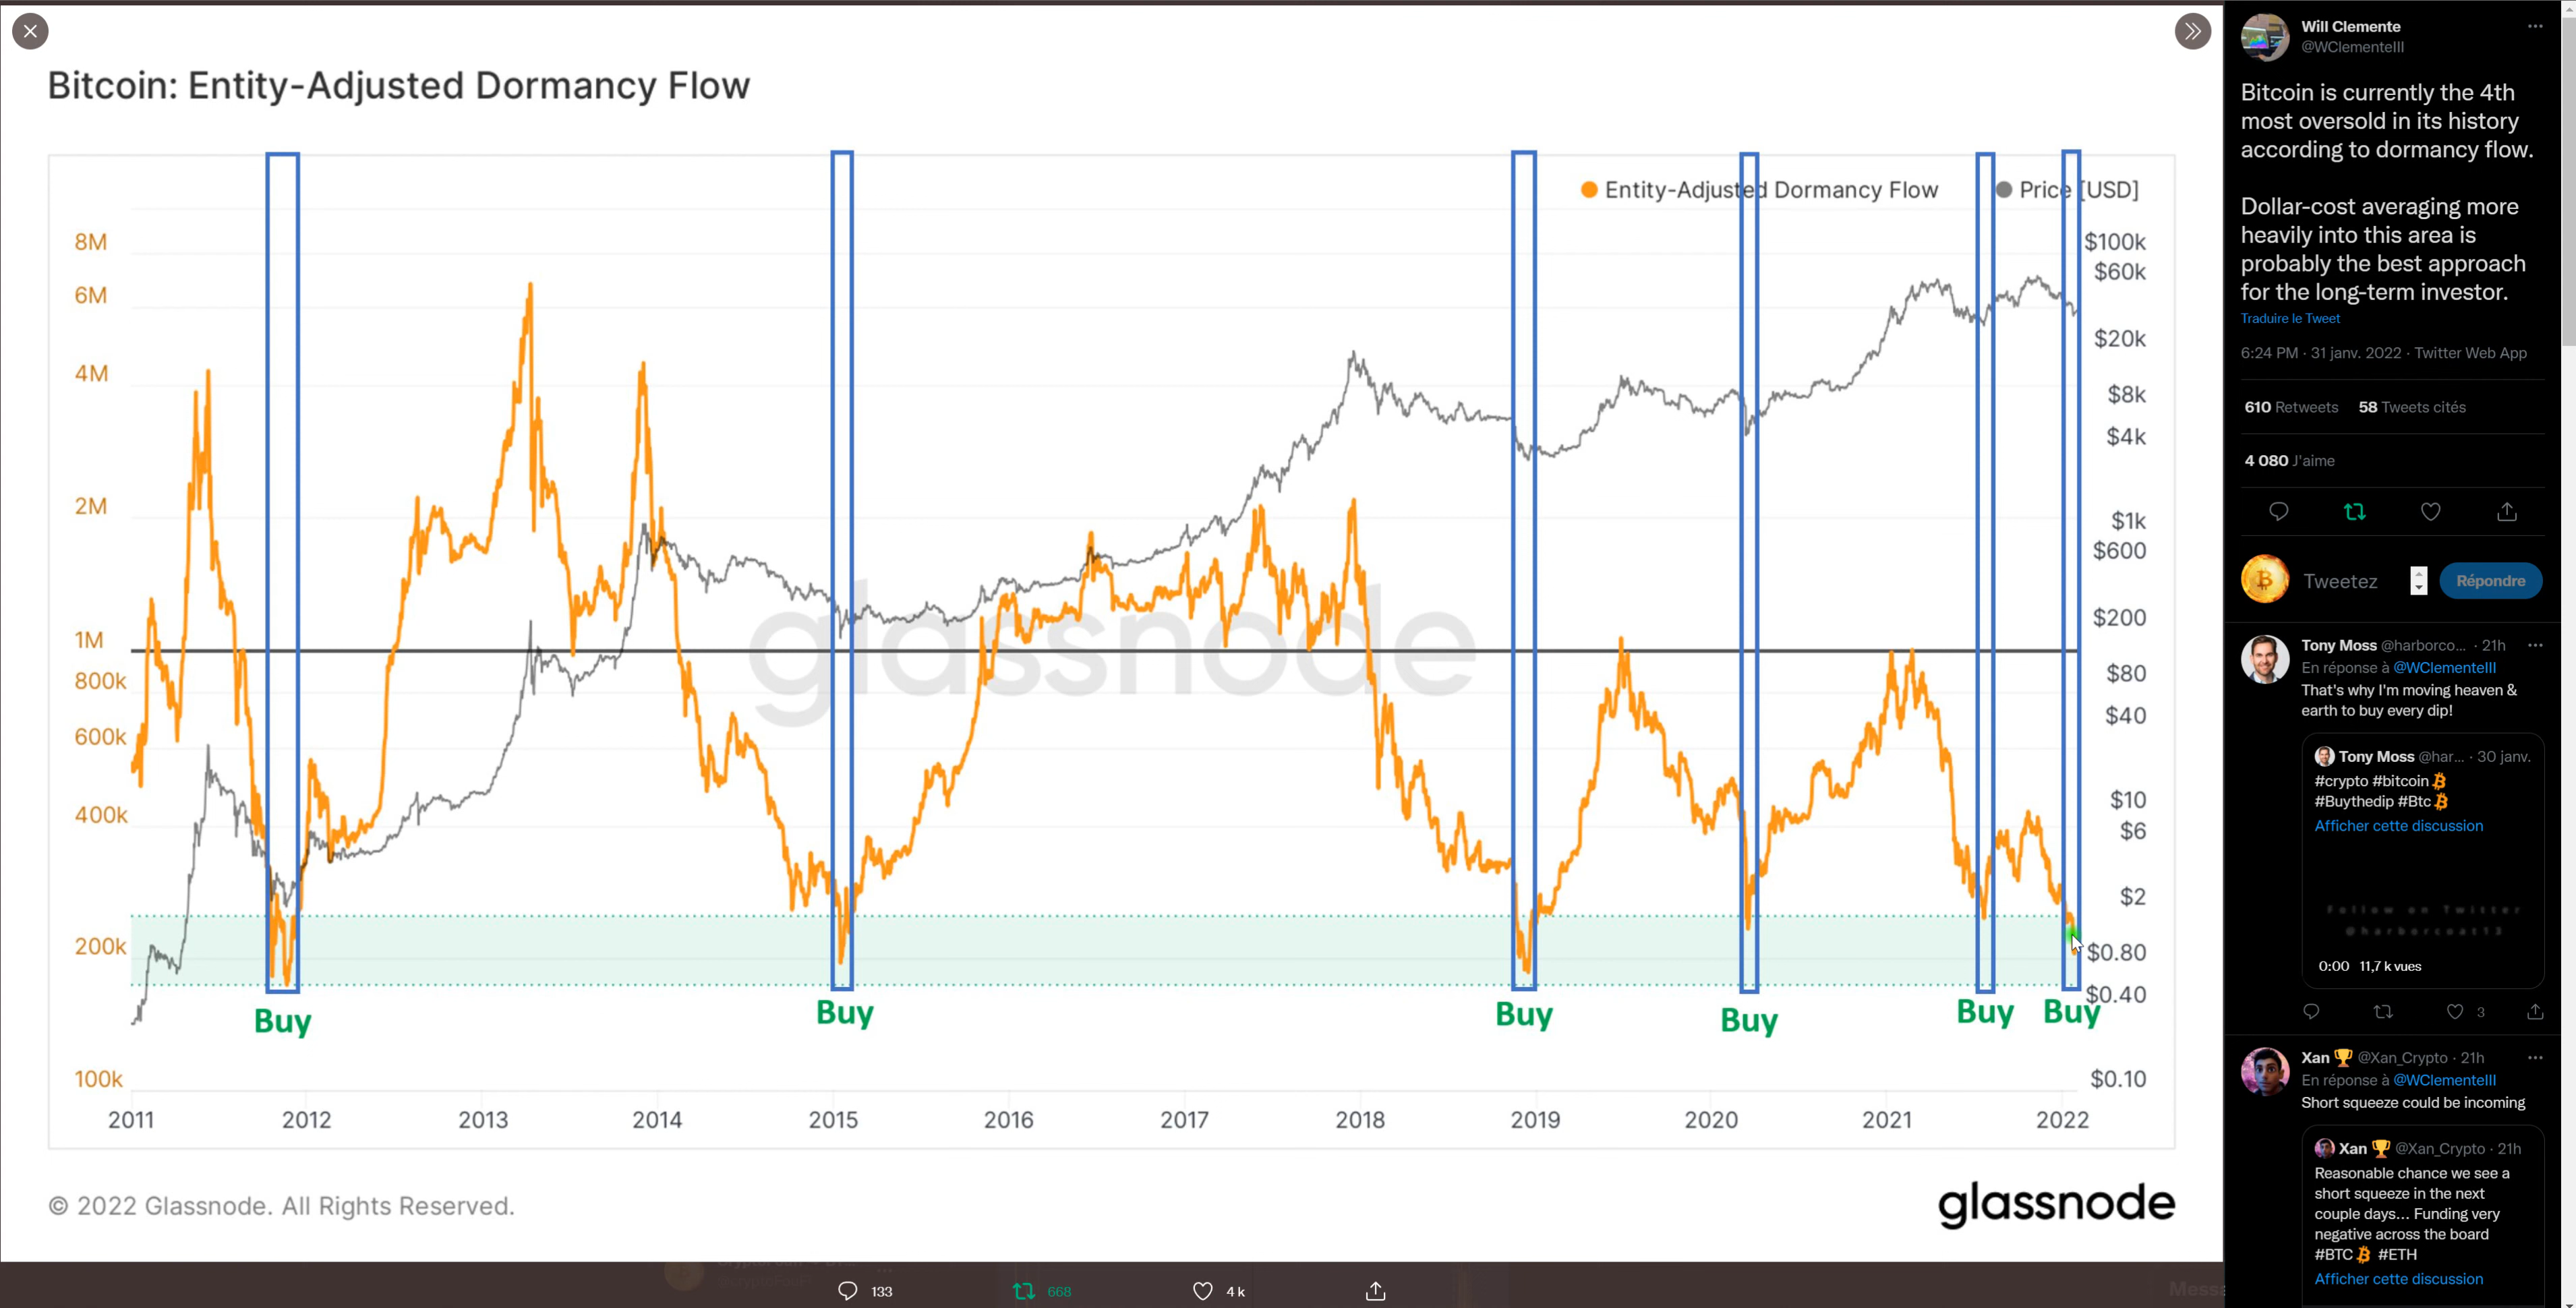 Bitcoin: Entity-Adjusted Dormancy Flow
Entity-Adjusted Dormancy Flow
Price [USD]
8M
6M
4M
2M
1M
800k
600k
400k
200k
100k
$100k
$60k
$20k
$8k
$4k
$1k
$600
$200
$80
$40
$10
$6
$2
$0.80
$0.40
$0.10
glassnode
Buy
Buy
Buy
Buy
Buy
Buy
2011
2012
2013
2014
2015
2016
2017
2018
2019
2020
2021
2022
© 2022 Glassnode. All Rights Reserved.
glassnode
133
668
4 k
Will Clemente
@WClementeIII
Bitcoin is currently the 4th
most oversold in its history
according to dormancy flow.
Dollar-cost averaging more
heavily into this area is
probably the best approach
for the long-term investor.
Traduire le Tweet
6:24 PM · 31 janv. 2022 · Twitter Web App
610 Retweets 58 Tweets cités
4 080 J'aime
Tweetez
Répondre
Tony Moss @harborco... · 21h
En réponse à @WClementeIII
That's why I'm moving heaven &
earth to buy every dip!
Tony Moss @har... · 30 janv.
#crypto #bitcoin
#Buythedip #Btc
Afficher cette discussion
Follow on Twitter
0:00 11,7 k vues
3
Xan 🏆 @Xan_Crypto · 21h
En réponse à @WClementeIII
Short squeeze could be incoming
Xan 🏆 @Xan_Crypto · 21h
Reasonable chance we see a
short squeeze in the next
couple days... Funding very
negative across the board
#BTC #ETH
Afficher cette discussion